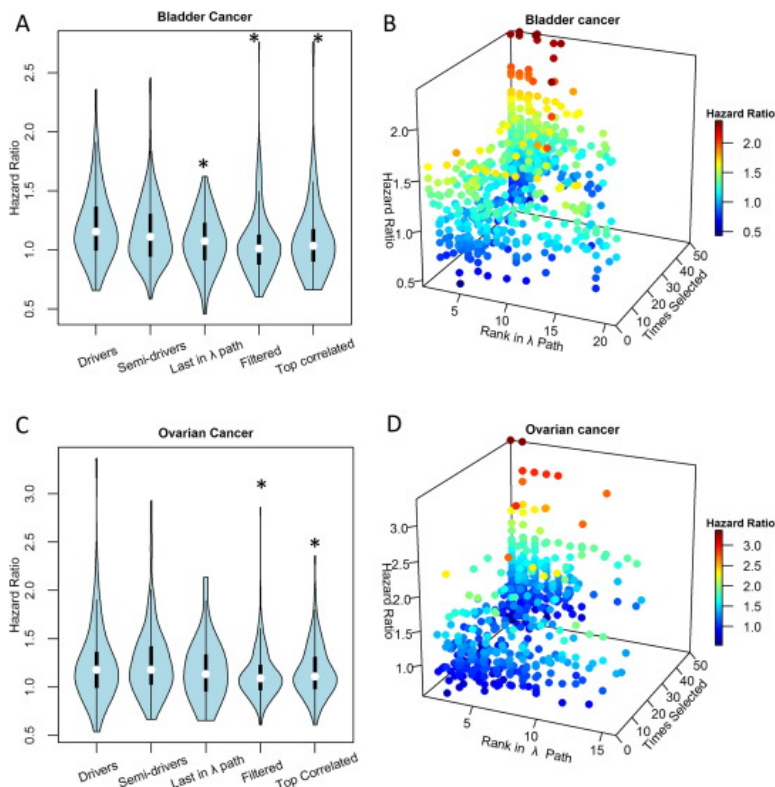 A
Bladder Cancer
Hazard Ratio
2.5
2.0
1.5
1.0
0.5
*
*
*
Drivers
Semi-drivers
Last in λ path
Filtered
Top correlated
B
Bladder cancer
Hazard Ratio
2.0
1.5
1.0
0.5
5
10
15
20
Rank in λ Path
0
10
20
30
40
50
Times Selected
Hazard Ratio
2.0
1.5
1.0
0.5
C
Ovarian Cancer
Hazard Ratio
3.0
2.5
2.0
1.5
1.0
0.5
*
*
Drivers
Semi-drivers
Last in λ path
Filtered
Top Correlated
D
Ovarian cancer
Hazard Ratio
3.0
2.5
2.0
1.5
1.0
5
10
15
Rank in λ Path
0
10
20
30
40
50
Times Selected
Hazard Ratio
3.0
2.5
2.0
1.5
1.0